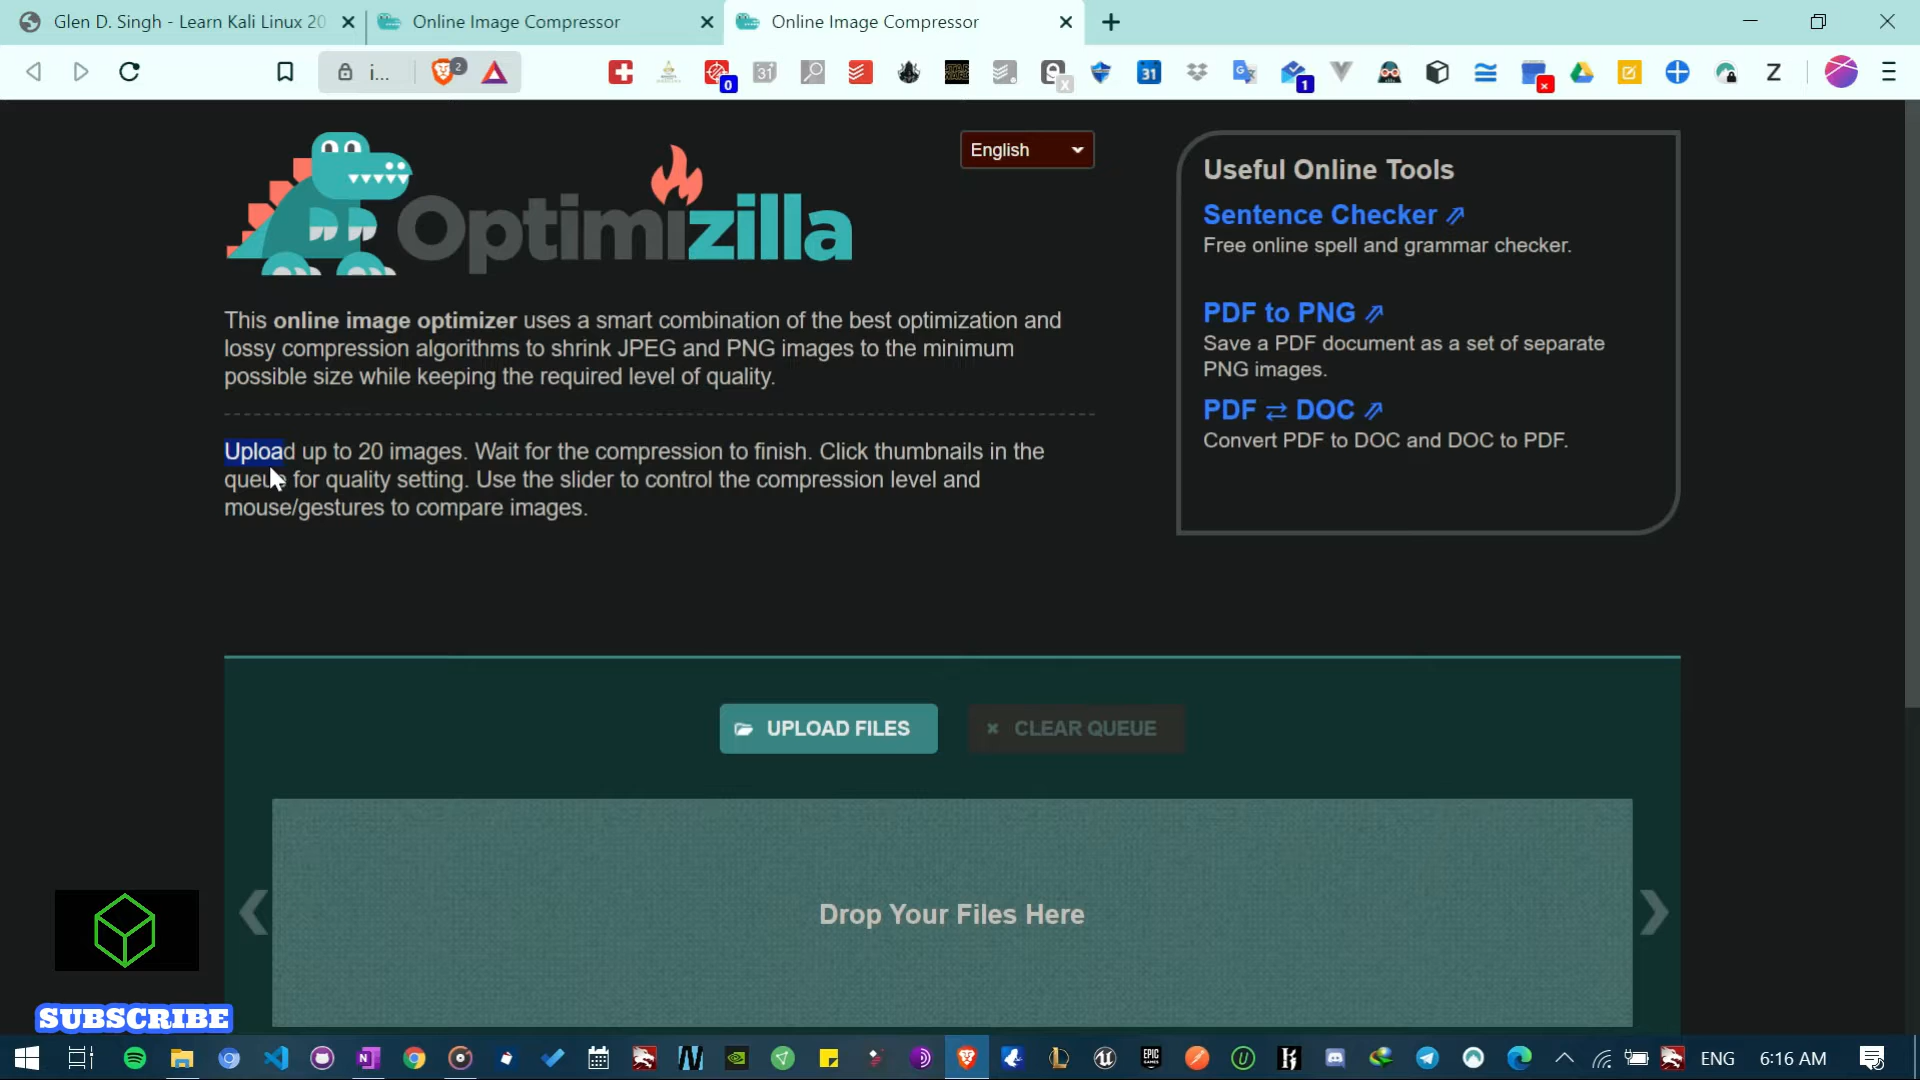 Glen D. Singh - Learn Kali Linux 20
Online Image Compressor
Online Image Compressor
i...
2
0
31
31
1
Z
Optimizilla
English
This online image optimizer uses a smart combination of the best optimization and
lossy compression algorithms to shrink JPEG and PNG images to the minimum
possible size while keeping the required level of quality.
Upload up to 20 images. Wait for the compression to finish. Click thumbnails in the
queue for quality setting. Use the slider to control the compression level and
mouse/gestures to compare images.
Useful Online Tools
Sentence Checker
Free online spell and grammar checker.
PDF to PNG
Save a PDF document as a set of separate
PNG images.
PDF ⇄ DOC
Convert PDF to DOC and DOC to PDF.
UPLOAD FILES
CLEAR QUEUE
Drop Your Files Here
SUBSCRIBE
ENG
6:16 AM